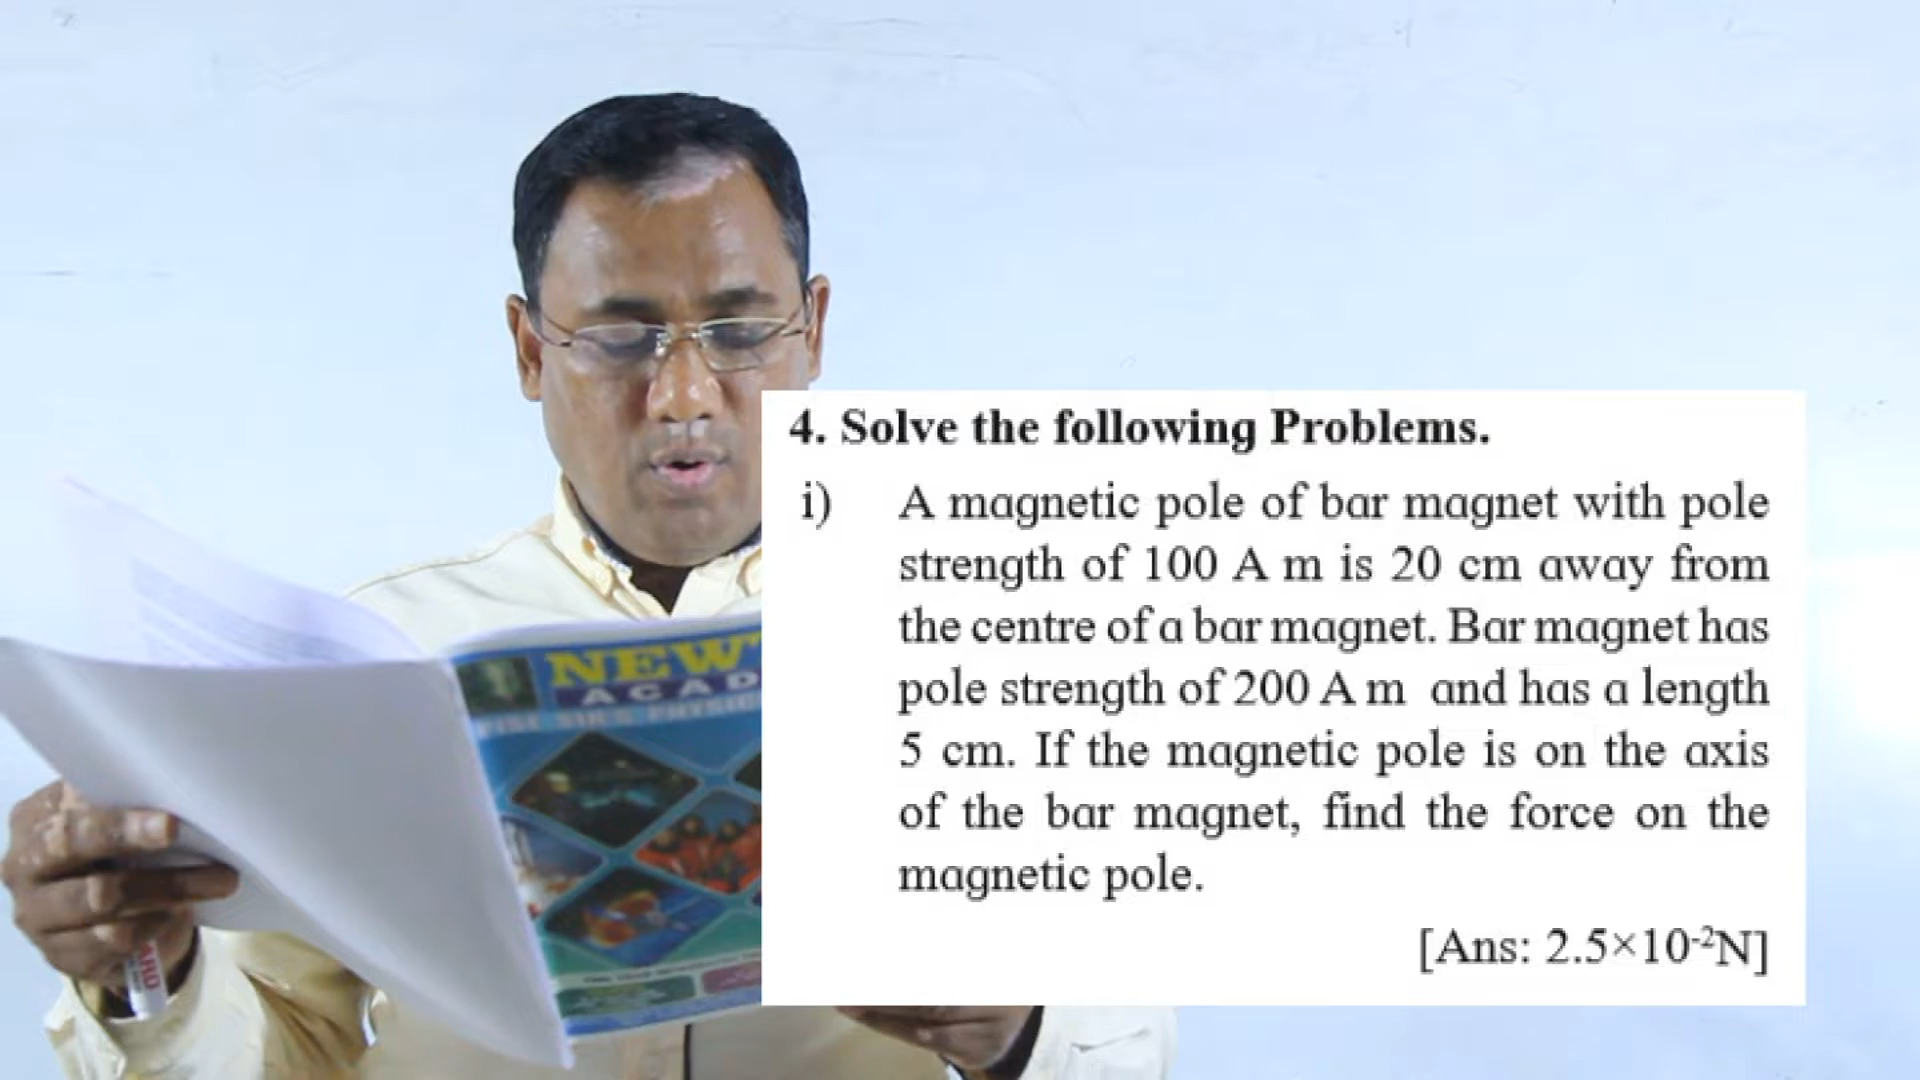 4. Solve the following Problems.
i) A magnetic pole of bar magnet with pole
strength of 100 A m is 20 cm away from
the centre of a bar magnet. Bar magnet has
pole strength of 200 A m and has a length
5 cm. If the magnetic pole is on the axis
of the bar magnet, find the force on the
magnetic pole.
[Ans: 2.5×10⁻²N]
NEW
ACAD
SIR'S PHYSIC